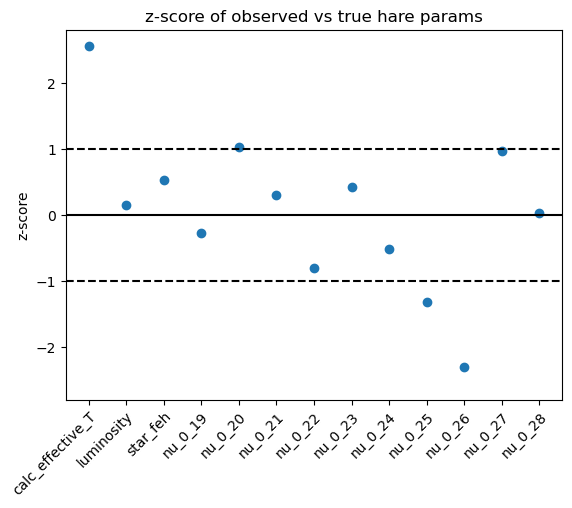 z-score of observed vs true hare params
z-score
2
1
0
−1
−2
calc_effective_T
luminosity
star_feh
nu_0_19
nu_0_20
nu_0_21
nu_0_22
nu_0_23
nu_0_24
nu_0_25
nu_0_26
nu_0_27
nu_0_28